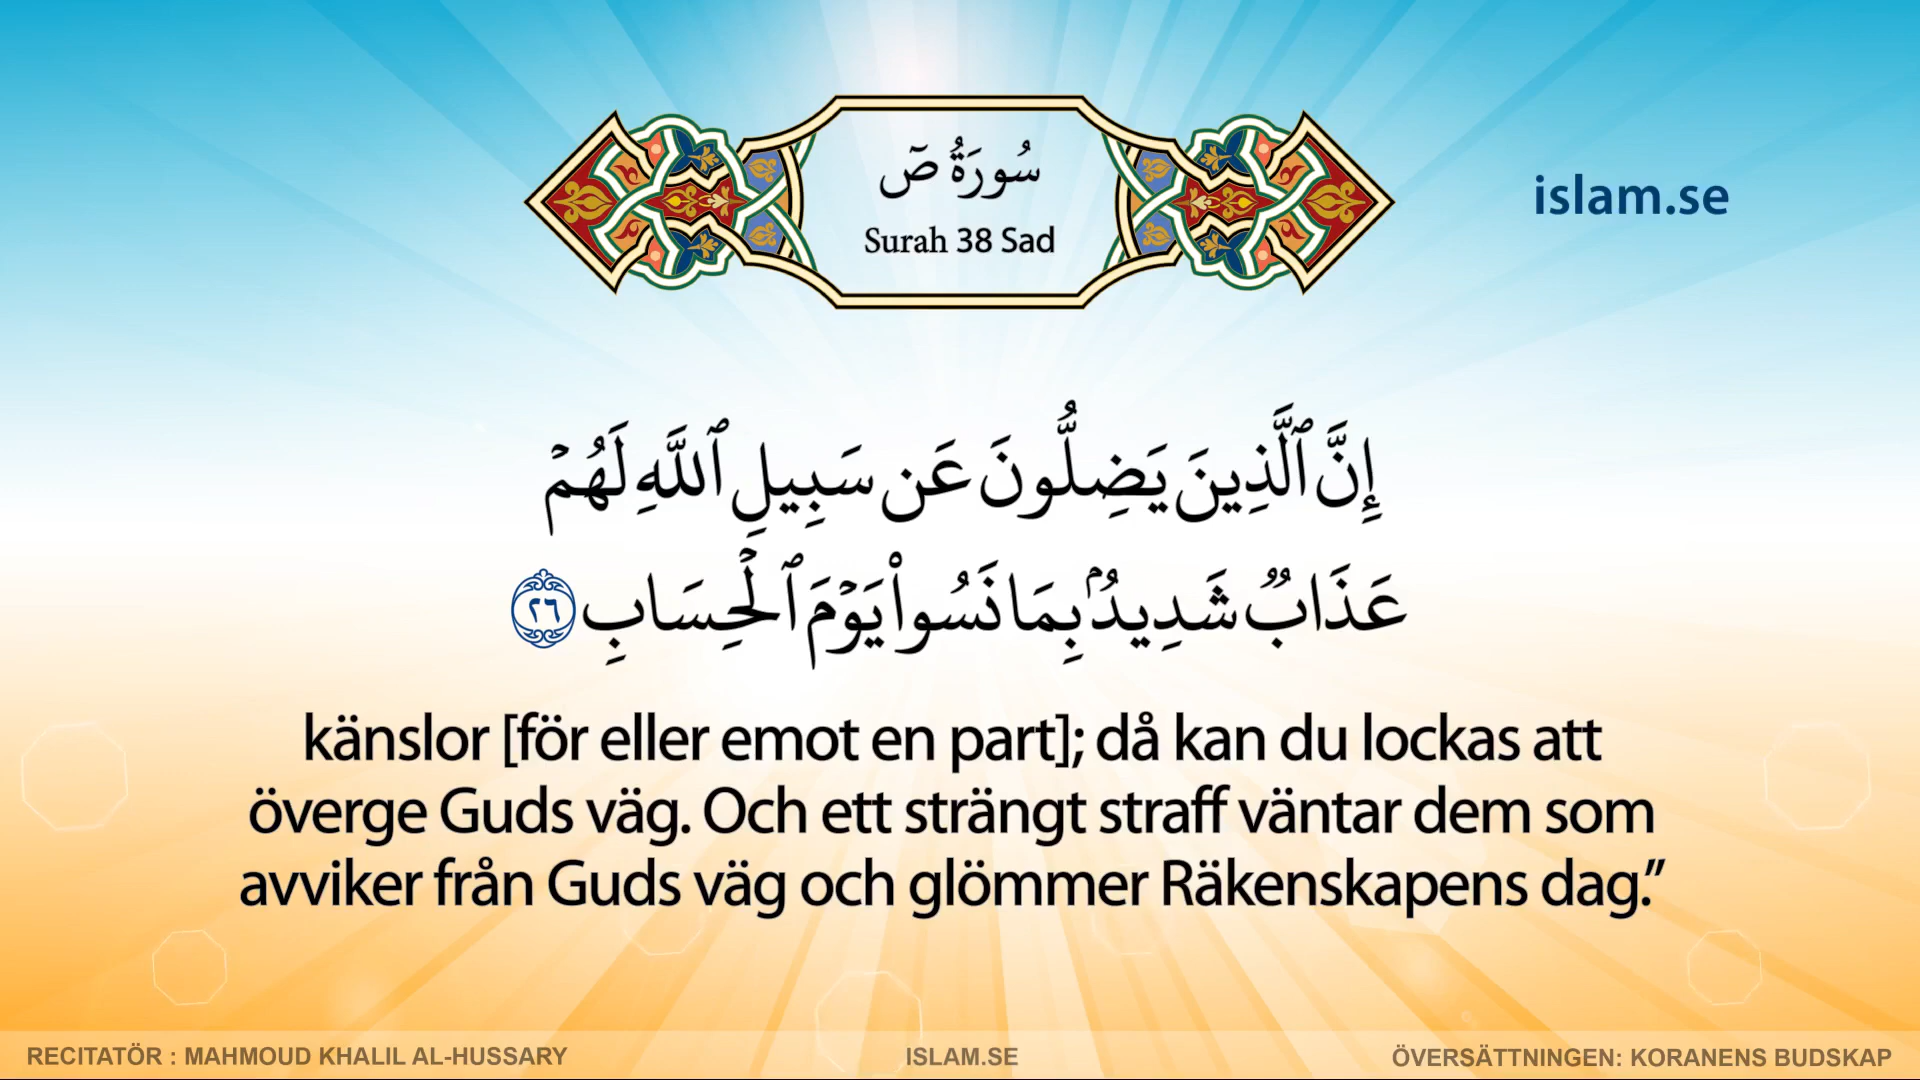 سُورَةُ صٓ
Surah 38 Sad
islam.se
إِنَّ ٱلَّذِينَ يَضِلُّونَ عَن سَبِيلِ ٱللَّهِ لَهُمۡ
عَذَابٞ شَدِيدُۢ بِمَا نَسُواْ يَوۡمَ ٱلۡحِسَابِ ٢٦
känslor [för eller emot en part]; då kan du lockas att
överge Guds väg. Och ett strängt straff väntar dem som
avviker från Guds väg och glömmer Räkenskapens dag.”
RECITATÖR : MAHMOUD KHALIL AL-HUSSARY
ISLAM.SE
ÖVERSÄTTNINGEN: KORANENS BUDSKAP